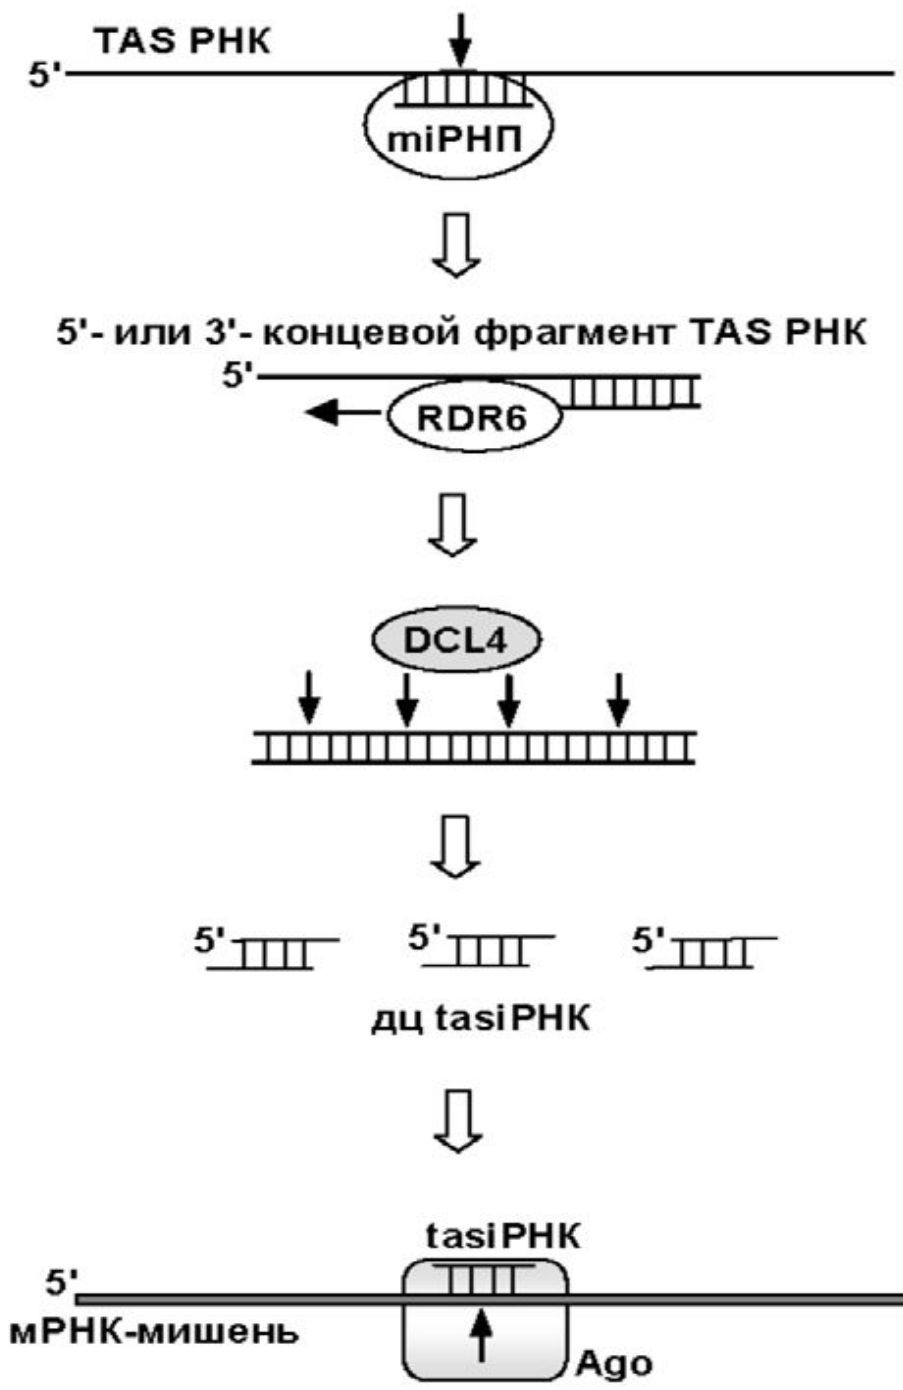 TAS РНК
5'
miРНП
5'- или 3'- концевой фрагмент TAS РНК
5'
RDR6
DCL4
5' 5' 5'
дц tasiРНК
tasiРНК
5'
мРНК-мишень
Ago